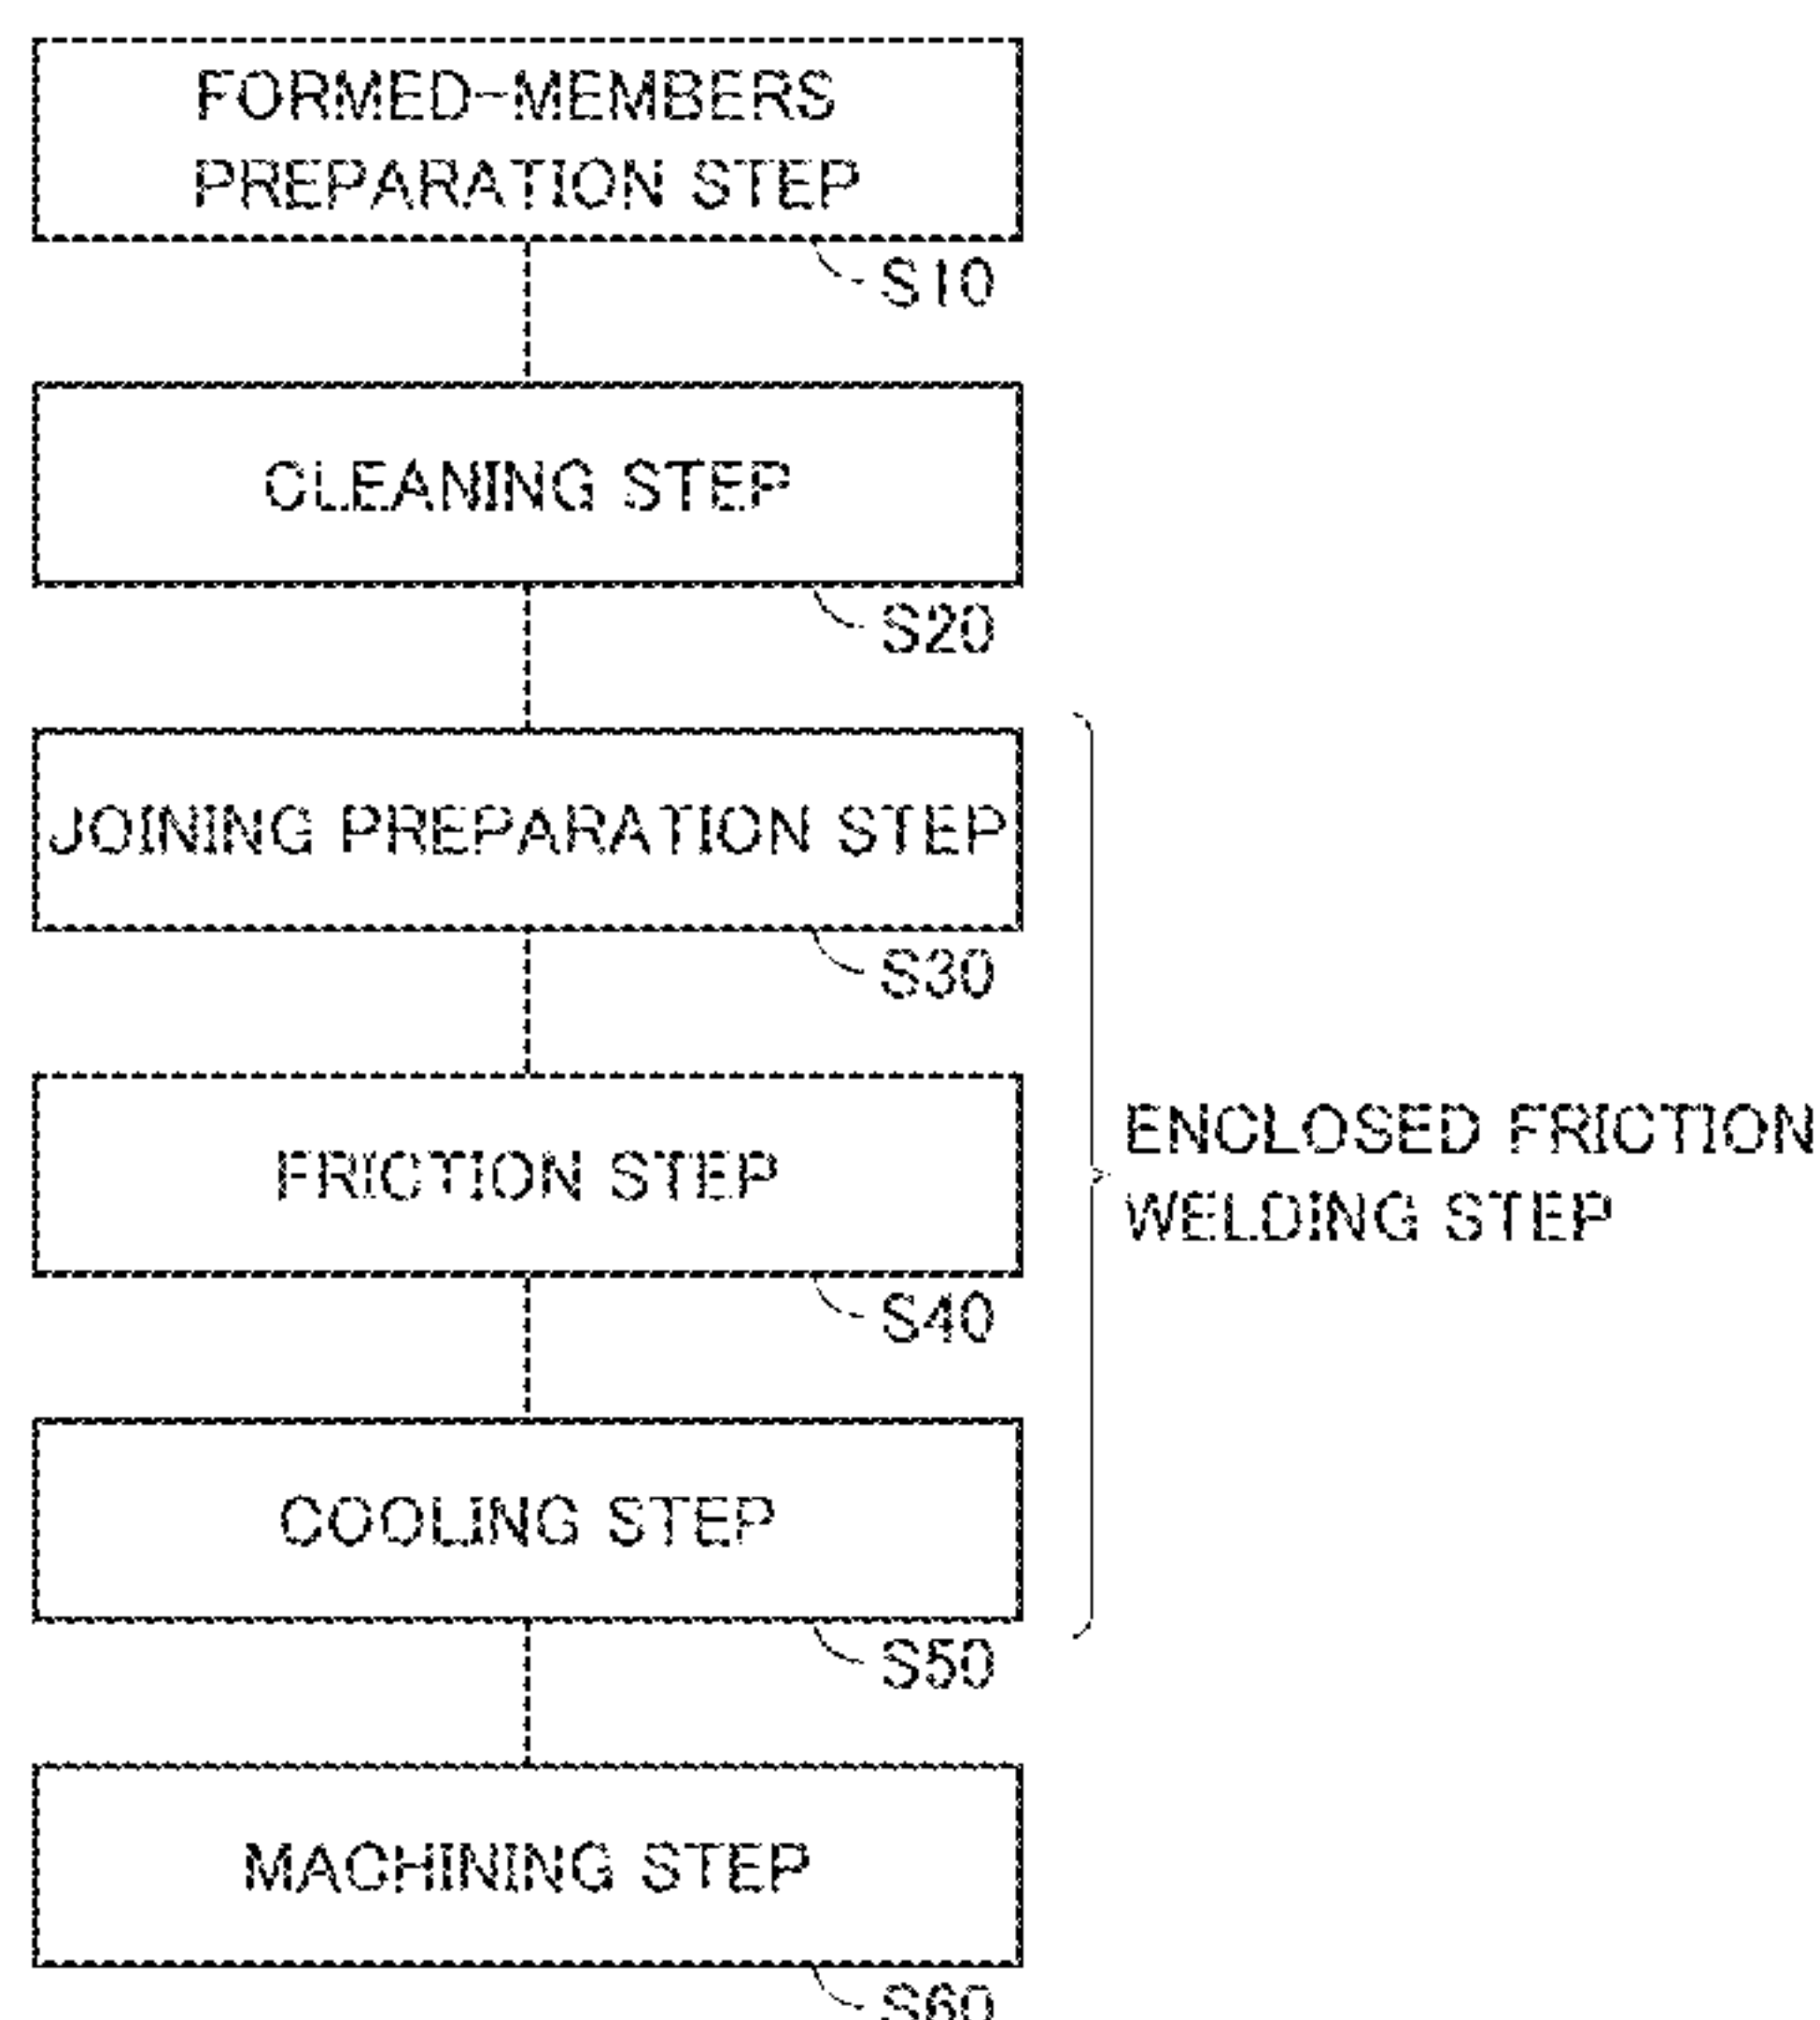 FORMED-MEMBERS
PREPARATION STEP
S10
CLEANING STEP
S20
JOINING PREPARATION STEP
S30
FRICTION STEP
S40
ENCLOSED FRICTION
WELDING STEP
COOLING STEP
S50
MACHINING STEP
S60